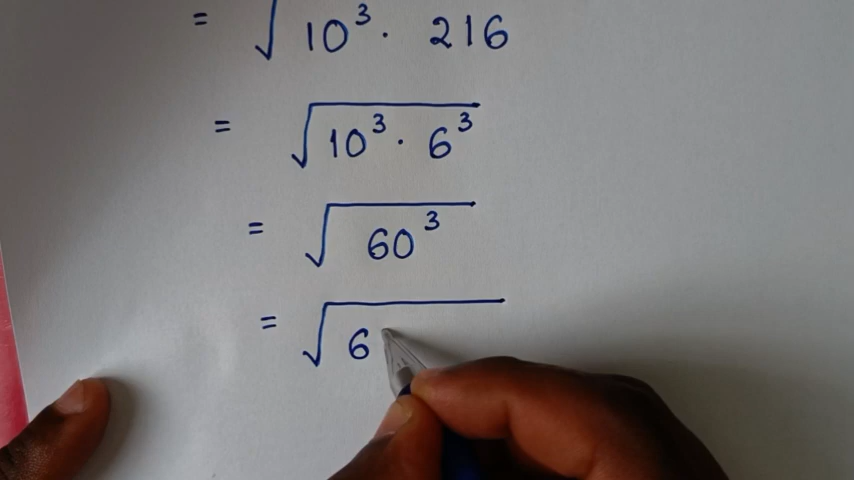 = √10³· 216
= √10³· 6³
= √60³
= √6